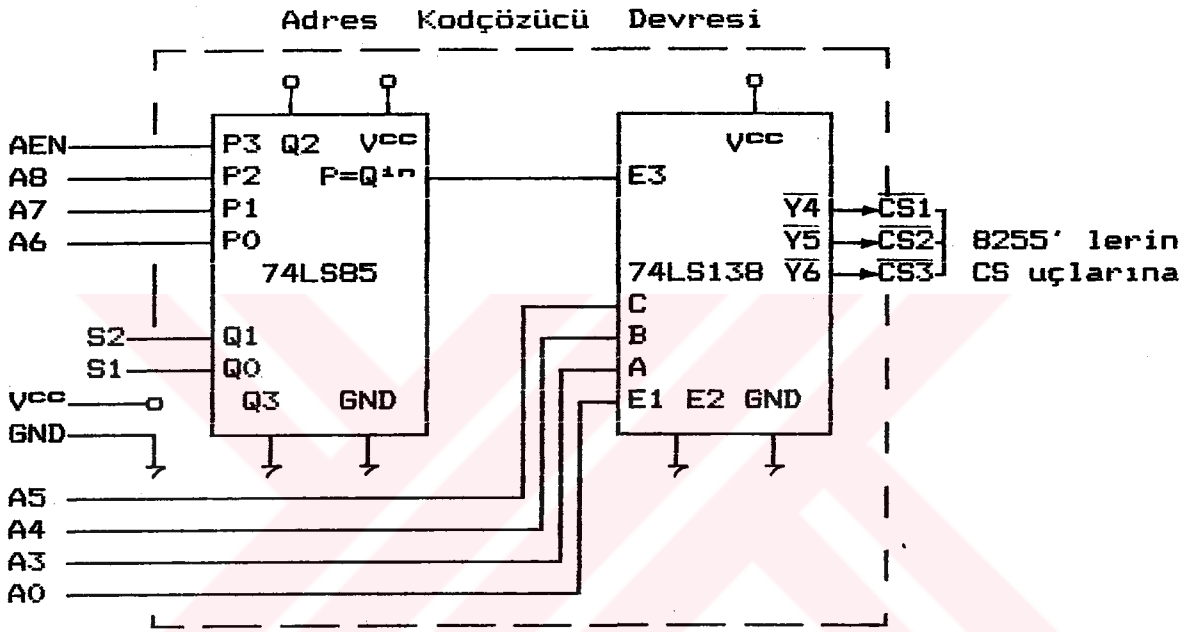 Adres Kodçözücü Devresi
AEN
A8
A7
A6
S2
S1
Vcc
GND
A5
A4
A3
A0
P3 Q2 Vcc
P2 P=Qin
P1
P0
74LS85
Q1
Q0
Q3 GND
Vcc
E3
Y4
Y5
Y6
74LS138
C
B
A
E1 E2 GND
CS1
CS2
CS3
8255' lerin
CS uçlarına